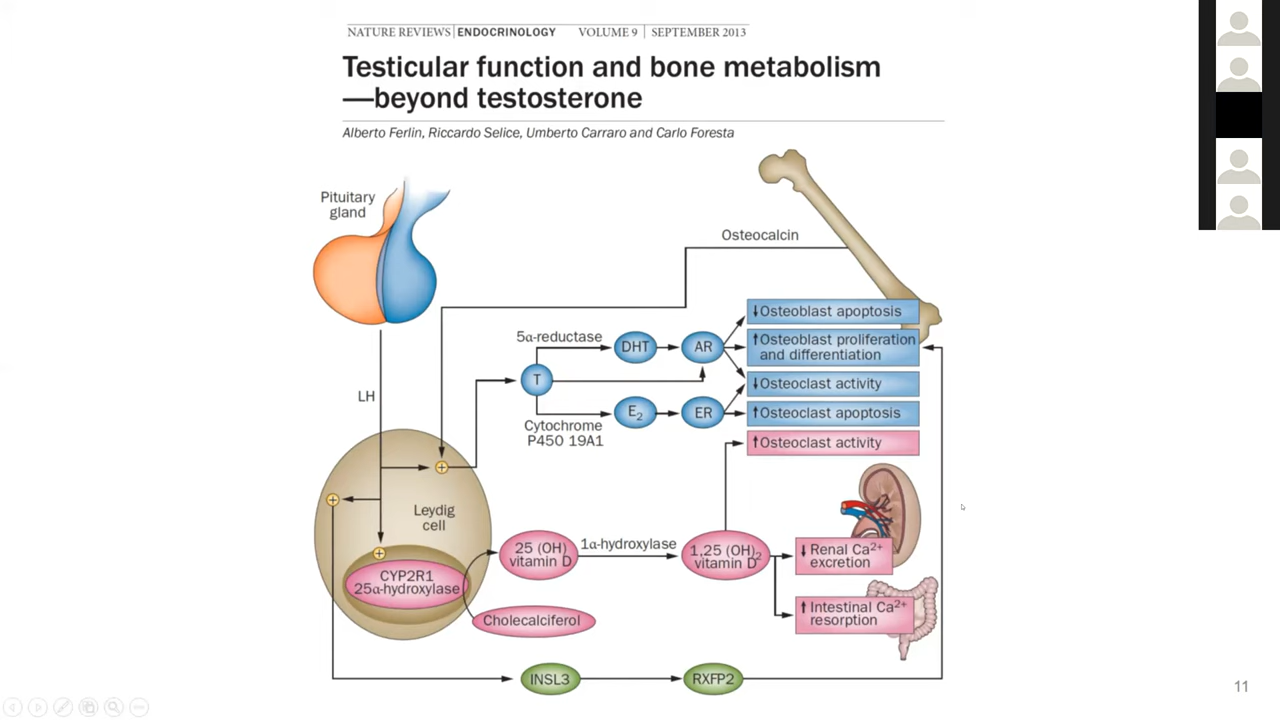 NATURE REVIEWS | ENDOCRINOLOGY VOLUME 9 | SEPTEMBER 2013
Testicular function and bone metabolism
—beyond testosterone
Alberto Ferlin, Riccardo Selice, Umberto Carraro and Carlo Foresta
Pituitary
gland
Osteocalcin
↓Osteoblast apoptosis
5α-reductase
DHT
AR
↑Osteoblast proliferation
and differentiation
T
↓Osteoclast activity
LH
E2
ER
↑Osteoclast apoptosis
Cytochrome
P450 19A1
↑Osteoclast activity
+
+
Leydig
cell
+
25 (OH)
vitamin D
1α-hydroxylase
1,25 (OH)2
vitamin D
↓Renal Ca2+
excretion
CYP2R1
25α-hydroxylase
Cholecalciferol
↑Intestinal Ca2+
resorption
INSL3
RXFP2
11